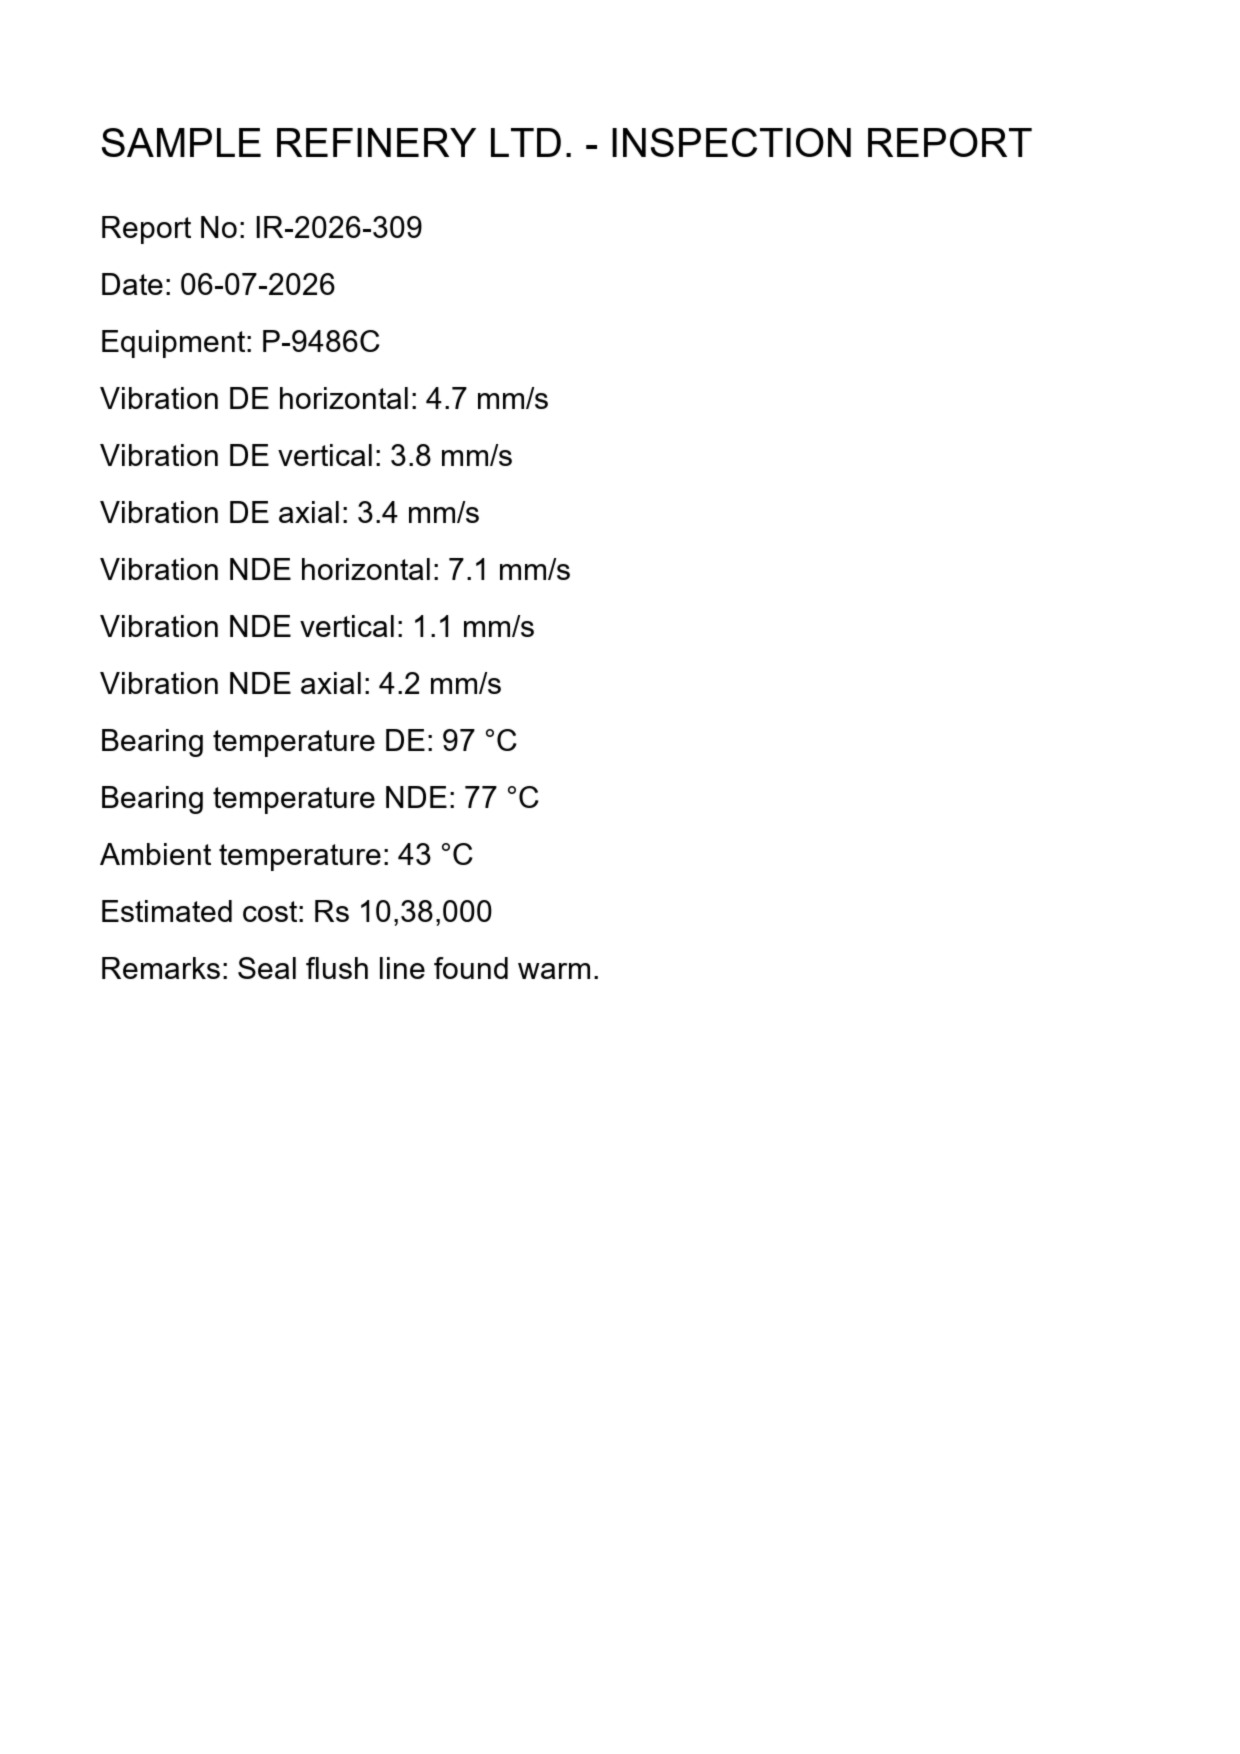 SAMPLE REFINERY LTD. - INSPECTION REPORT
Report No: IR-2026-309
Date: 06-07-2026
Equipment: P-9486C
Vibration DE horizontal: 4.7 mm/s
Vibration DE vertical: 3.8 mm/s
Vibration DE axial: 3.4 mm/s
Vibration NDE horizontal: 7.1 mm/s
Vibration NDE vertical: 1.1 mm/s
Vibration NDE axial: 4.2 mm/s
Bearing temperature DE: 97 °C
Bearing temperature NDE: 77 °C
Ambient temperature: 43 °C
Estimated cost: Rs 10,38,000
Remarks: Seal flush line found warm.